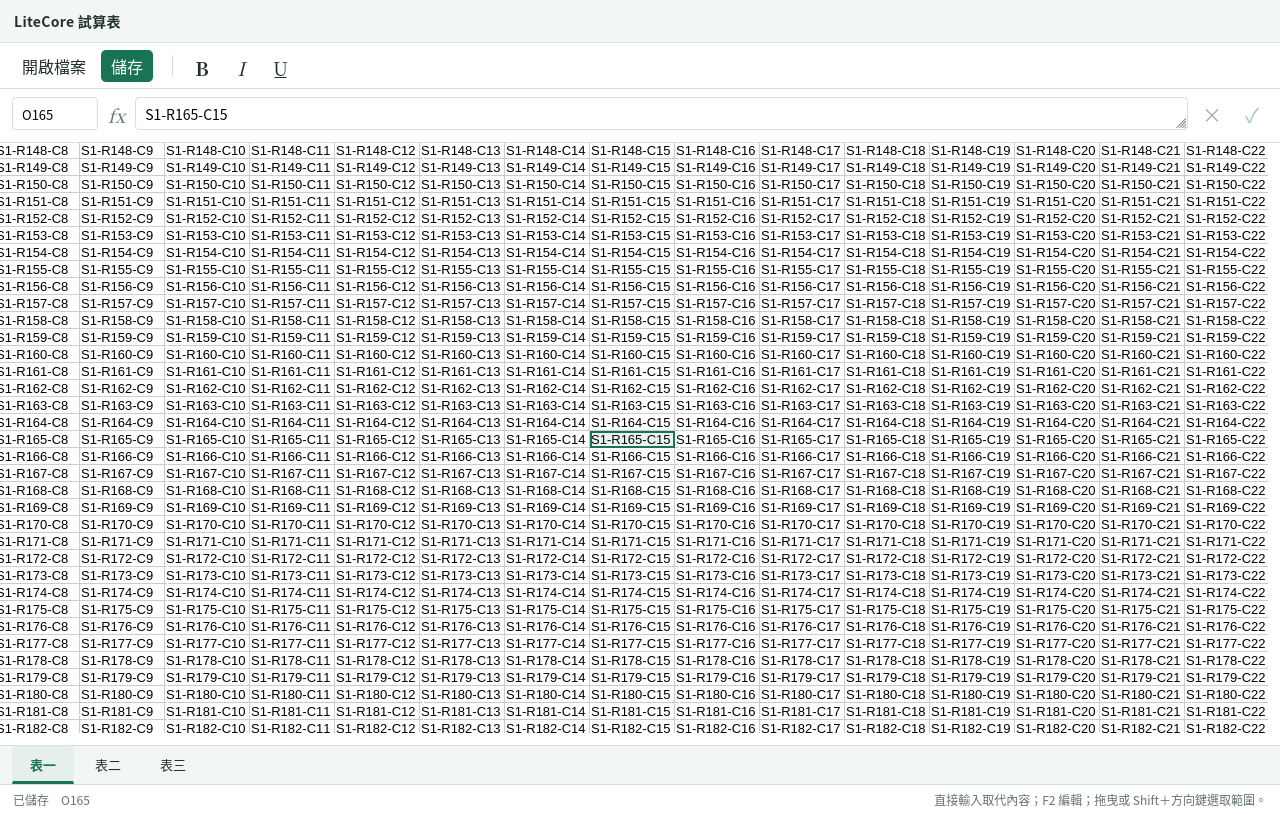 LiteCore 試算表
開啟檔案 儲存 B I U
O165 fx S1-R165-C15
S1-R148-C8 S1-R148-C9 S1-R148-C10 S1-R148-C11 S1-R148-C12 S1-R148-C13 S1-R148-C14 S1-R148-C15 S1-R148-C16 S1-R148-C17 S1-R148-C18 S1-R148-C19 S1-R148-C20 S1-R148-C21 S1-R148-C22
S1-R149-C8 S1-R149-C9 S1-R149-C10 S1-R149-C11 S1-R149-C12 S1-R149-C13 S1-R149-C14 S1-R149-C15 S1-R149-C16 S1-R149-C17 S1-R149-C18 S1-R149-C19 S1-R149-C20 S1-R149-C21 S1-R149-C22
S1-R150-C8 S1-R150-C9 S1-R150-C10 S1-R150-C11 S1-R150-C12 S1-R150-C13 S1-R150-C14 S1-R150-C15 S1-R150-C16 S1-R150-C17 S1-R150-C18 S1-R150-C19 S1-R150-C20 S1-R150-C21 S1-R150-C22
S1-R151-C8 S1-R151-C9 S1-R151-C10 S1-R151-C11 S1-R151-C12 S1-R151-C13 S1-R151-C14 S1-R151-C15 S1-R151-C16 S1-R151-C17 S1-R151-C18 S1-R151-C19 S1-R151-C20 S1-R151-C21 S1-R151-C22
S1-R152-C8 S1-R152-C9 S1-R152-C10 S1-R152-C11 S1-R152-C12 S1-R152-C13 S1-R152-C14 S1-R152-C15 S1-R152-C16 S1-R152-C17 S1-R152-C18 S1-R152-C19 S1-R152-C20 S1-R152-C21 S1-R152-C22
S1-R153-C8 S1-R153-C9 S1-R153-C10 S1-R153-C11 S1-R153-C12 S1-R153-C13 S1-R153-C14 S1-R153-C15 S1-R153-C16 S1-R153-C17 S1-R153-C18 S1-R153-C19 S1-R153-C20 S1-R153-C21 S1-R153-C22
S1-R154-C8 S1-R154-C9 S1-R154-C10 S1-R154-C11 S1-R154-C12 S1-R154-C13 S1-R154-C14 S1-R154-C15 S1-R154-C16 S1-R154-C17 S1-R154-C18 S1-R154-C19 S1-R154-C20 S1-R154-C21 S1-R154-C22
S1-R155-C8 S1-R155-C9 S1-R155-C10 S1-R155-C11 S1-R155-C12 S1-R155-C13 S1-R155-C14 S1-R155-C15 S1-R155-C16 S1-R155-C17 S1-R155-C18 S1-R155-C19 S1-R155-C20 S1-R155-C21 S1-R155-C22
S1-R156-C8 S1-R156-C9 S1-R156-C10 S1-R156-C11 S1-R156-C12 S1-R156-C13 S1-R156-C14 S1-R156-C15 S1-R156-C16 S1-R156-C17 S1-R156-C18 S1-R156-C19 S1-R156-C20 S1-R156-C21 S1-R156-C22
S1-R157-C8 S1-R157-C9 S1-R157-C10 S1-R157-C11 S1-R157-C12 S1-R157-C13 S1-R157-C14 S1-R157-C15 S1-R157-C16 S1-R157-C17 S1-R157-C18 S1-R157-C19 S1-R157-C20 S1-R157-C21 S1-R157-C22
S1-R158-C8 S1-R158-C9 S1-R158-C10 S1-R158-C11 S1-R158-C12 S1-R158-C13 S1-R158-C14 S1-R158-C15 S1-R158-C16 S1-R158-C17 S1-R158-C18 S1-R158-C19 S1-R158-C20 S1-R158-C21 S1-R158-C22
S1-R159-C8 S1-R159-C9 S1-R159-C10 S1-R159-C11 S1-R159-C12 S1-R159-C13 S1-R159-C14 S1-R159-C15 S1-R159-C16 S1-R159-C17 S1-R159-C18 S1-R159-C19 S1-R159-C20 S1-R159-C21 S1-R159-C22
S1-R160-C8 S1-R160-C9 S1-R160-C10 S1-R160-C11 S1-R160-C12 S1-R160-C13 S1-R160-C14 S1-R160-C15 S1-R160-C16 S1-R160-C17 S1-R160-C18 S1-R160-C19 S1-R160-C20 S1-R160-C21 S1-R160-C22
S1-R161-C8 S1-R161-C9 S1-R161-C10 S1-R161-C11 S1-R161-C12 S1-R161-C13 S1-R161-C14 S1-R161-C15 S1-R161-C16 S1-R161-C17 S1-R161-C18 S1-R161-C19 S1-R161-C20 S1-R161-C21 S1-R161-C22
S1-R162-C8 S1-R162-C9 S1-R162-C10 S1-R162-C11 S1-R162-C12 S1-R162-C13 S1-R162-C14 S1-R162-C15 S1-R162-C16 S1-R162-C17 S1-R162-C18 S1-R162-C19 S1-R162-C20 S1-R162-C21 S1-R162-C22
S1-R163-C8 S1-R163-C9 S1-R163-C10 S1-R163-C11 S1-R163-C12 S1-R163-C13 S1-R163-C14 S1-R163-C15 S1-R163-C16 S1-R163-C17 S1-R163-C18 S1-R163-C19 S1-R163-C20 S1-R163-C21 S1-R163-C22
S1-R164-C8 S1-R164-C9 S1-R164-C10 S1-R164-C11 S1-R164-C12 S1-R164-C13 S1-R164-C14 S1-R164-C15 S1-R164-C16 S1-R164-C17 S1-R164-C18 S1-R164-C19 S1-R164-C20 S1-R164-C21 S1-R164-C22
S1-R165-C8 S1-R165-C9 S1-R165-C10 S1-R165-C11 S1-R165-C12 S1-R165-C13 S1-R165-C14 S1-R165-C15 S1-R165-C16 S1-R165-C17 S1-R165-C18 S1-R165-C19 S1-R165-C20 S1-R165-C21 S1-R165-C22
S1-R166-C8 S1-R166-C9 S1-R166-C10 S1-R166-C11 S1-R166-C12 S1-R166-C13 S1-R166-C14 S1-R166-C15 S1-R166-C16 S1-R166-C17 S1-R166-C18 S1-R166-C19 S1-R166-C20 S1-R166-C21 S1-R166-C22
S1-R167-C8 S1-R167-C9 S1-R167-C10 S1-R167-C11 S1-R167-C12 S1-R167-C13 S1-R167-C14 S1-R167-C15 S1-R167-C16 S1-R167-C17 S1-R167-C18 S1-R167-C19 S1-R167-C20 S1-R167-C21 S1-R167-C22
S1-R168-C8 S1-R168-C9 S1-R168-C10 S1-R168-C11 S1-R168-C12 S1-R168-C13 S1-R168-C14 S1-R168-C15 S1-R168-C16 S1-R168-C17 S1-R168-C18 S1-R168-C19 S1-R168-C20 S1-R168-C21 S1-R168-C22
S1-R169-C8 S1-R169-C9 S1-R169-C10 S1-R169-C11 S1-R169-C12 S1-R169-C13 S1-R169-C14 S1-R169-C15 S1-R169-C16 S1-R169-C17 S1-R169-C18 S1-R169-C19 S1-R169-C20 S1-R169-C21 S1-R169-C22
S1-R170-C8 S1-R170-C9 S1-R170-C10 S1-R170-C11 S1-R170-C12 S1-R170-C13 S1-R170-C14 S1-R170-C15 S1-R170-C16 S1-R170-C17 S1-R170-C18 S1-R170-C19 S1-R170-C20 S1-R170-C21 S1-R170-C22
S1-R171-C8 S1-R171-C9 S1-R171-C10 S1-R171-C11 S1-R171-C12 S1-R171-C13 S1-R171-C14 S1-R171-C15 S1-R171-C16 S1-R171-C17 S1-R171-C18 S1-R171-C19 S1-R171-C20 S1-R171-C21 S1-R171-C22
S1-R172-C8 S1-R172-C9 S1-R172-C10 S1-R172-C11 S1-R172-C12 S1-R172-C13 S1-R172-C14 S1-R172-C15 S1-R172-C16 S1-R172-C17 S1-R172-C18 S1-R172-C19 S1-R172-C20 S1-R172-C21 S1-R172-C22
S1-R173-C8 S1-R173-C9 S1-R173-C10 S1-R173-C11 S1-R173-C12 S1-R173-C13 S1-R173-C14 S1-R173-C15 S1-R173-C16 S1-R173-C17 S1-R173-C18 S1-R173-C19 S1-R173-C20 S1-R173-C21 S1-R173-C22
S1-R174-C8 S1-R174-C9 S1-R174-C10 S1-R174-C11 S1-R174-C12 S1-R174-C13 S1-R174-C14 S1-R174-C15 S1-R174-C16 S1-R174-C17 S1-R174-C18 S1-R174-C19 S1-R174-C20 S1-R174-C21 S1-R174-C22
S1-R175-C8 S1-R175-C9 S1-R175-C10 S1-R175-C11 S1-R175-C12 S1-R175-C13 S1-R175-C14 S1-R175-C15 S1-R175-C16 S1-R175-C17 S1-R175-C18 S1-R175-C19 S1-R175-C20 S1-R175-C21 S1-R175-C22
S1-R176-C8 S1-R176-C9 S1-R176-C10 S1-R176-C11 S1-R176-C12 S1-R176-C13 S1-R176-C14 S1-R176-C15 S1-R176-C16 S1-R176-C17 S1-R176-C18 S1-R176-C19 S1-R176-C20 S1-R176-C21 S1-R176-C22
S1-R177-C8 S1-R177-C9 S1-R177-C10 S1-R177-C11 S1-R177-C12 S1-R177-C13 S1-R177-C14 S1-R177-C15 S1-R177-C16 S1-R177-C17 S1-R177-C18 S1-R177-C19 S1-R177-C20 S1-R177-C21 S1-R177-C22
S1-R178-C8 S1-R178-C9 S1-R178-C10 S1-R178-C11 S1-R178-C12 S1-R178-C13 S1-R178-C14 S1-R178-C15 S1-R178-C16 S1-R178-C17 S1-R178-C18 S1-R178-C19 S1-R178-C20 S1-R178-C21 S1-R178-C22
S1-R179-C8 S1-R179-C9 S1-R179-C10 S1-R179-C11 S1-R179-C12 S1-R179-C13 S1-R179-C14 S1-R179-C15 S1-R179-C16 S1-R179-C17 S1-R179-C18 S1-R179-C19 S1-R179-C20 S1-R179-C21 S1-R179-C22
S1-R180-C8 S1-R180-C9 S1-R180-C10 S1-R180-C11 S1-R180-C12 S1-R180-C13 S1-R180-C14 S1-R180-C15 S1-R180-C16 S1-R180-C17 S1-R180-C18 S1-R180-C19 S1-R180-C20 S1-R180-C21 S1-R180-C22
S1-R181-C8 S1-R181-C9 S1-R181-C10 S1-R181-C11 S1-R181-C12 S1-R181-C13 S1-R181-C14 S1-R181-C15 S1-R181-C16 S1-R181-C17 S1-R181-C18 S1-R181-C19 S1-R181-C20 S1-R181-C21 S1-R181-C22
S1-R182-C8 S1-R182-C9 S1-R182-C10 S1-R182-C11 S1-R182-C12 S1-R182-C13 S1-R182-C14 S1-R182-C15 S1-R182-C16 S1-R182-C17 S1-R182-C18 S1-R182-C19 S1-R182-C20 S1-R182-C21 S1-R182-C22
表一 表二 表三
已儲存 O165 直接輸入取代內容；F2 編輯；拖曳或 Shift＋方向鍵選取範圍。